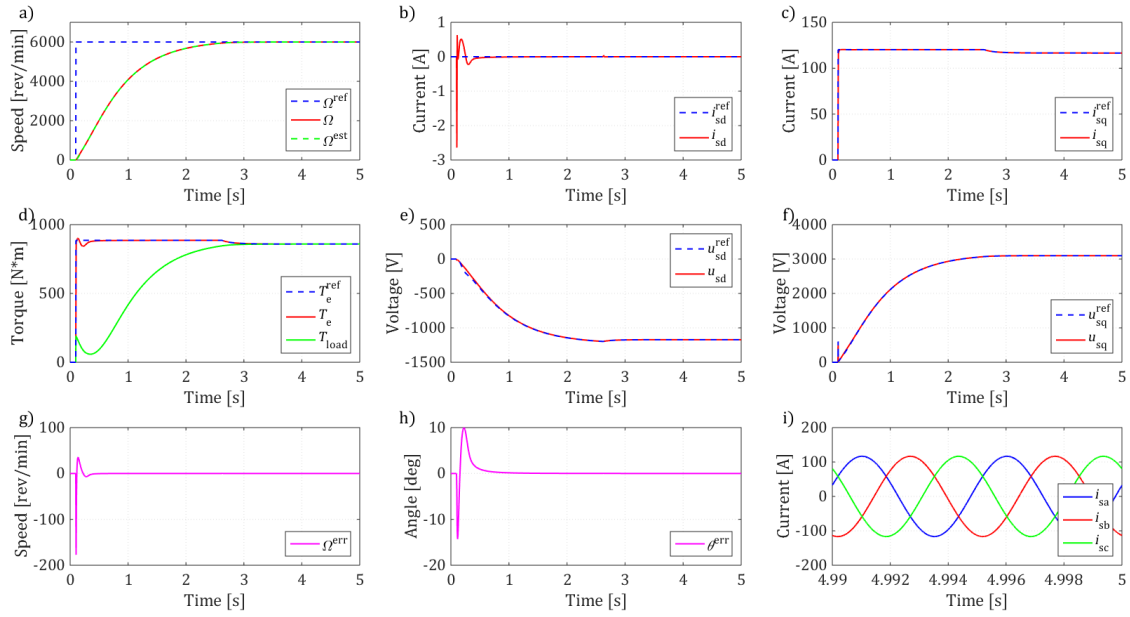 a)
Speed [rev/min]
6000
4000
2000
0
Ω^ref
Ω
Ω^est
0 1 2 3 4 5
Time [s]
b)
Current [A]
1
0
-1
-2
-3
i_sd^ref
i_sd
0 1 2 3 4 5
Time [s]
c)
Current [A]
150
100
50
0
i_sq^ref
i_sq
0 1 2 3 4 5
Time [s]
d)
Torque [N*m]
1000
500
0
T_e^ref
T_e
T_load
0 1 2 3 4 5
Time [s]
e)
Voltage [V]
500
0
-500
-1000
-1500
u_sd^ref
u_sd
0 1 2 3 4 5
Time [s]
f)
Voltage [V]
4000
3000
2000
1000
0
u_sq^ref
u_sq
0 1 2 3 4 5
Time [s]
g)
Speed [rev/min]
100
0
-100
-200
Ω^err
0 1 2 3 4 5
Time [s]
h)
Angle [deg]
10
0
-10
-20
θ^err
0 1 2 3 4 5
Time [s]
i)
Current [A]
200
100
0
-100
-200
i_sa
i_sb
i_sc
4.99 4.992 4.994 4.996 4.998 5
Time [s]